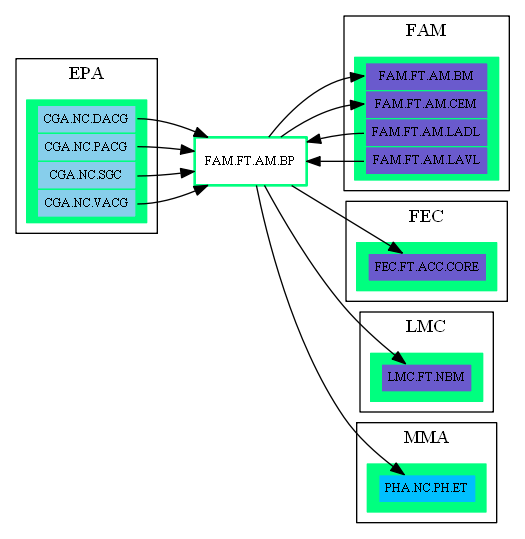 EPA
CGA.NC.DACG
CGA.NC.PACG
CGA.NC.SGC
CGA.NC.VACG
FAM.FT.AM.BP
FAM
FAM.FT.AM.BM
FAM.FT.AM.CEM
FAM.FT.AM.LADL
FAM.FT.AM.LAVL
FEC
FEC.FT.ACC.CORE
LMC
LMC.FT.NBM
MMA
PHA.NC.PH.ET